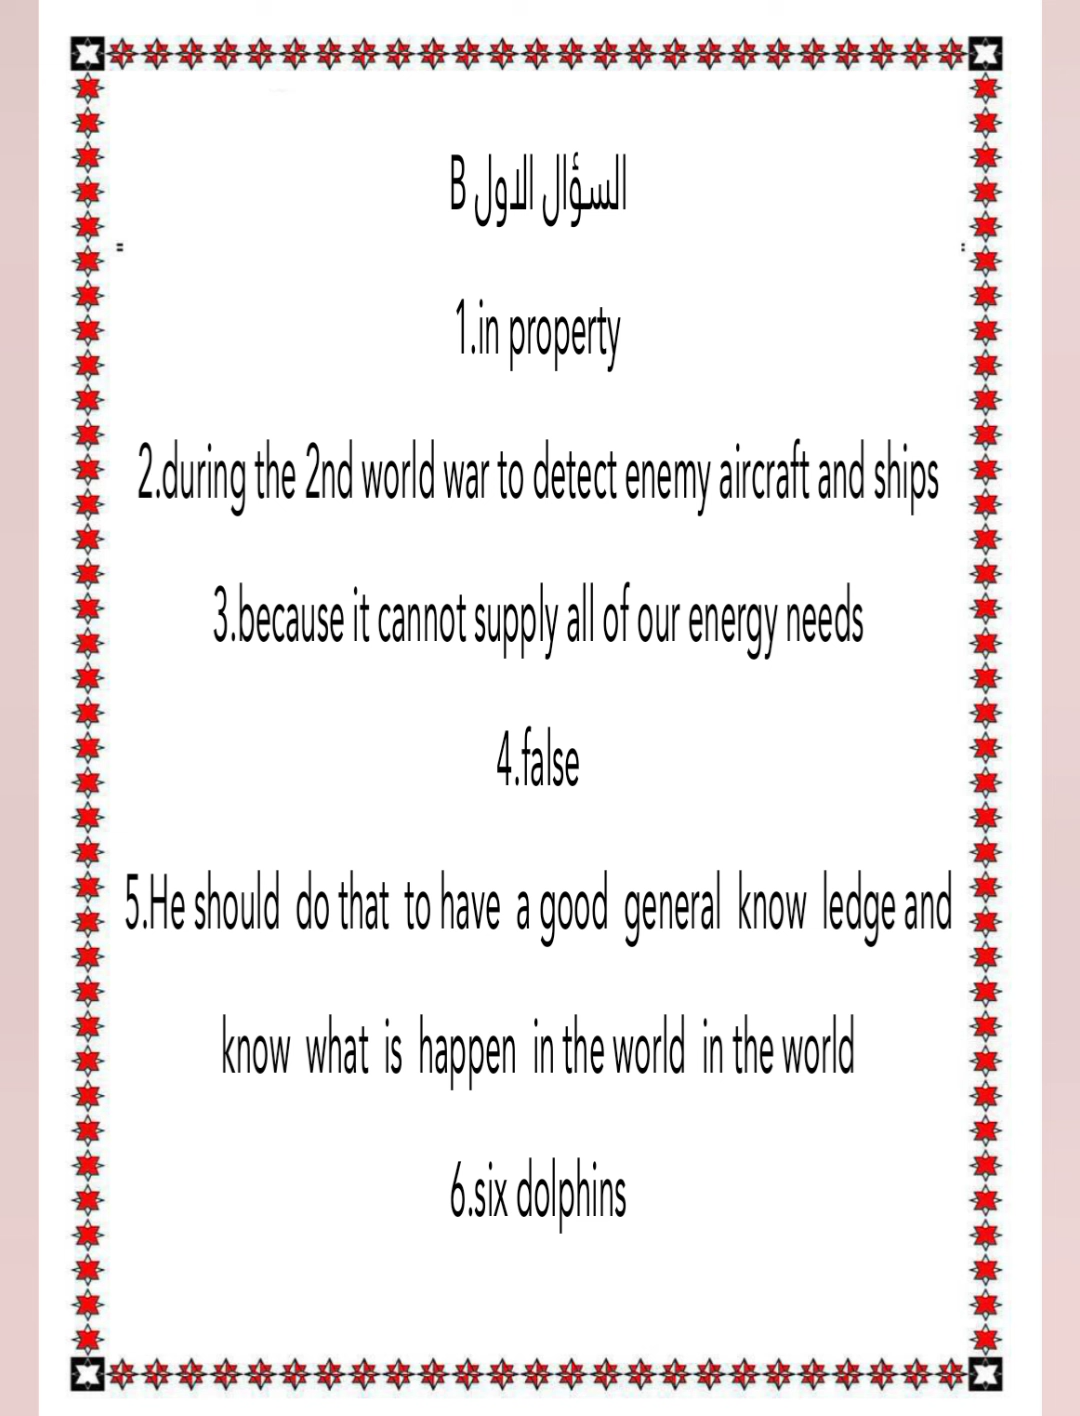 السؤال الاول B
1.in property
2.during the 2nd world war to detect enemy aircraft and ships
3.because it cannot supply all of our energy needs
4.false
5.He should do that to have a good general know ledge and
know what is happen in the world in the world
6.six dolphins